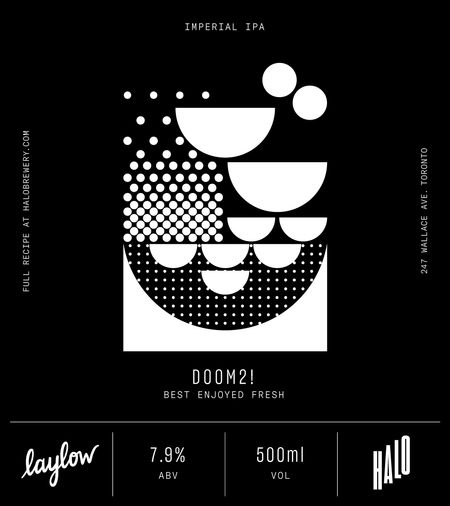 IMPERIAL IPA
FULL RECIPE AT HALOBREWERY.COM
247 WALLACE AVE. TORONTO
DOOM2!
BEST ENJOYED FRESH
laylow
7.9%
ABV
500ml
VOL
HALO